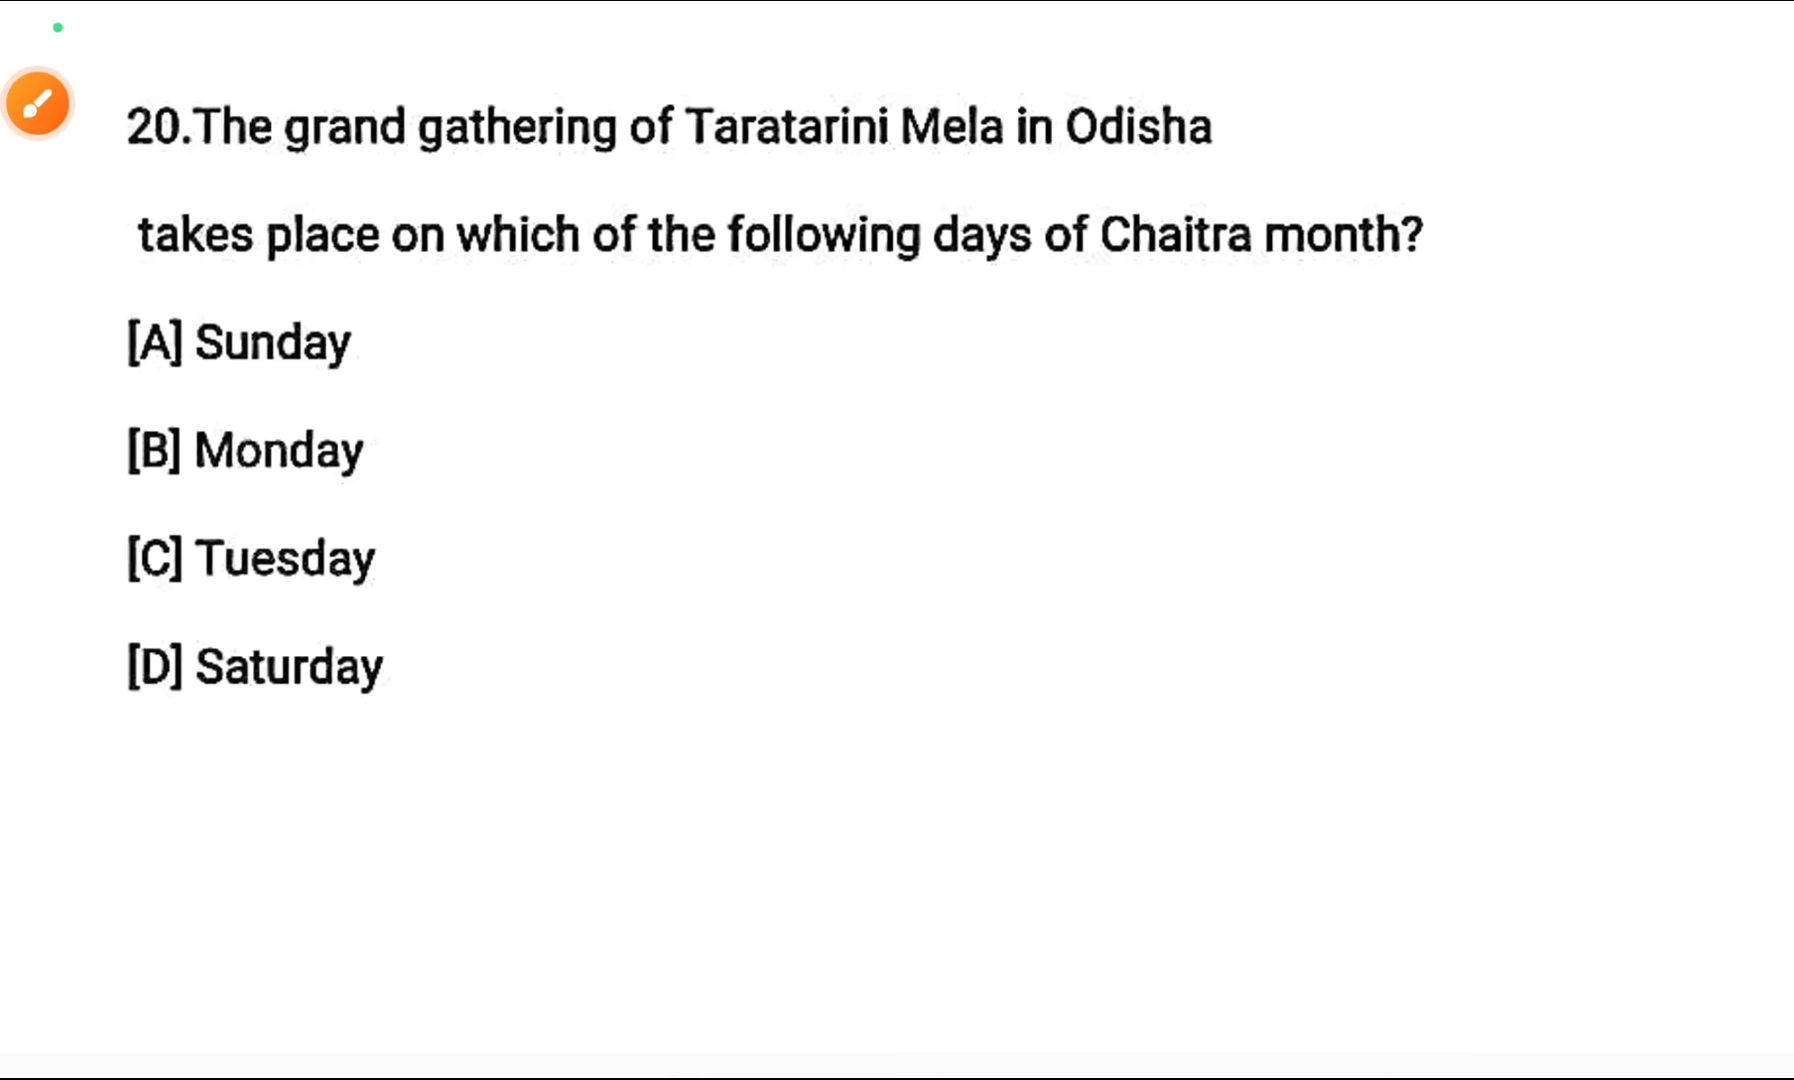 20.The grand gathering of Taratarini Mela in Odisha
takes place on which of the following days of Chaitra month?
[A] Sunday
[B] Monday
[C] Tuesday
[D] Saturday